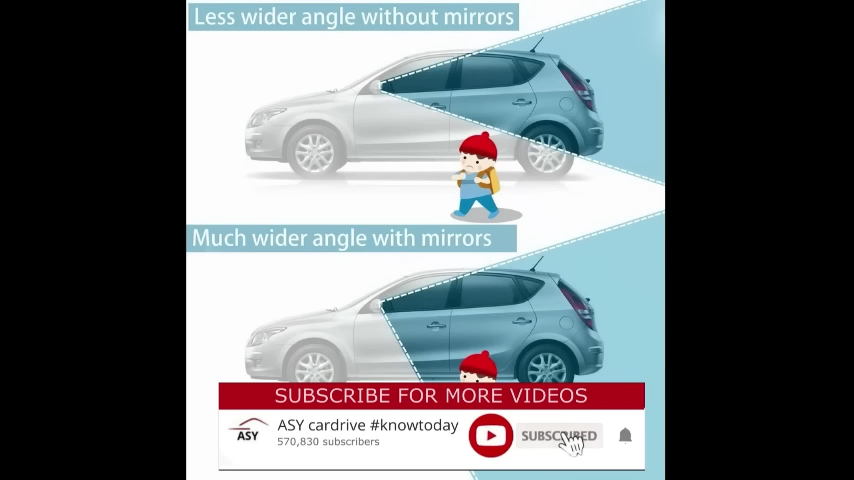 Less wider angle without mirrors
Much wider angle with mirrors
SUBSCRIBE FOR MORE VIDEOS
ASY cardrive #knowtoday
570,830 subscribers
ASY
SUBSCRIBED